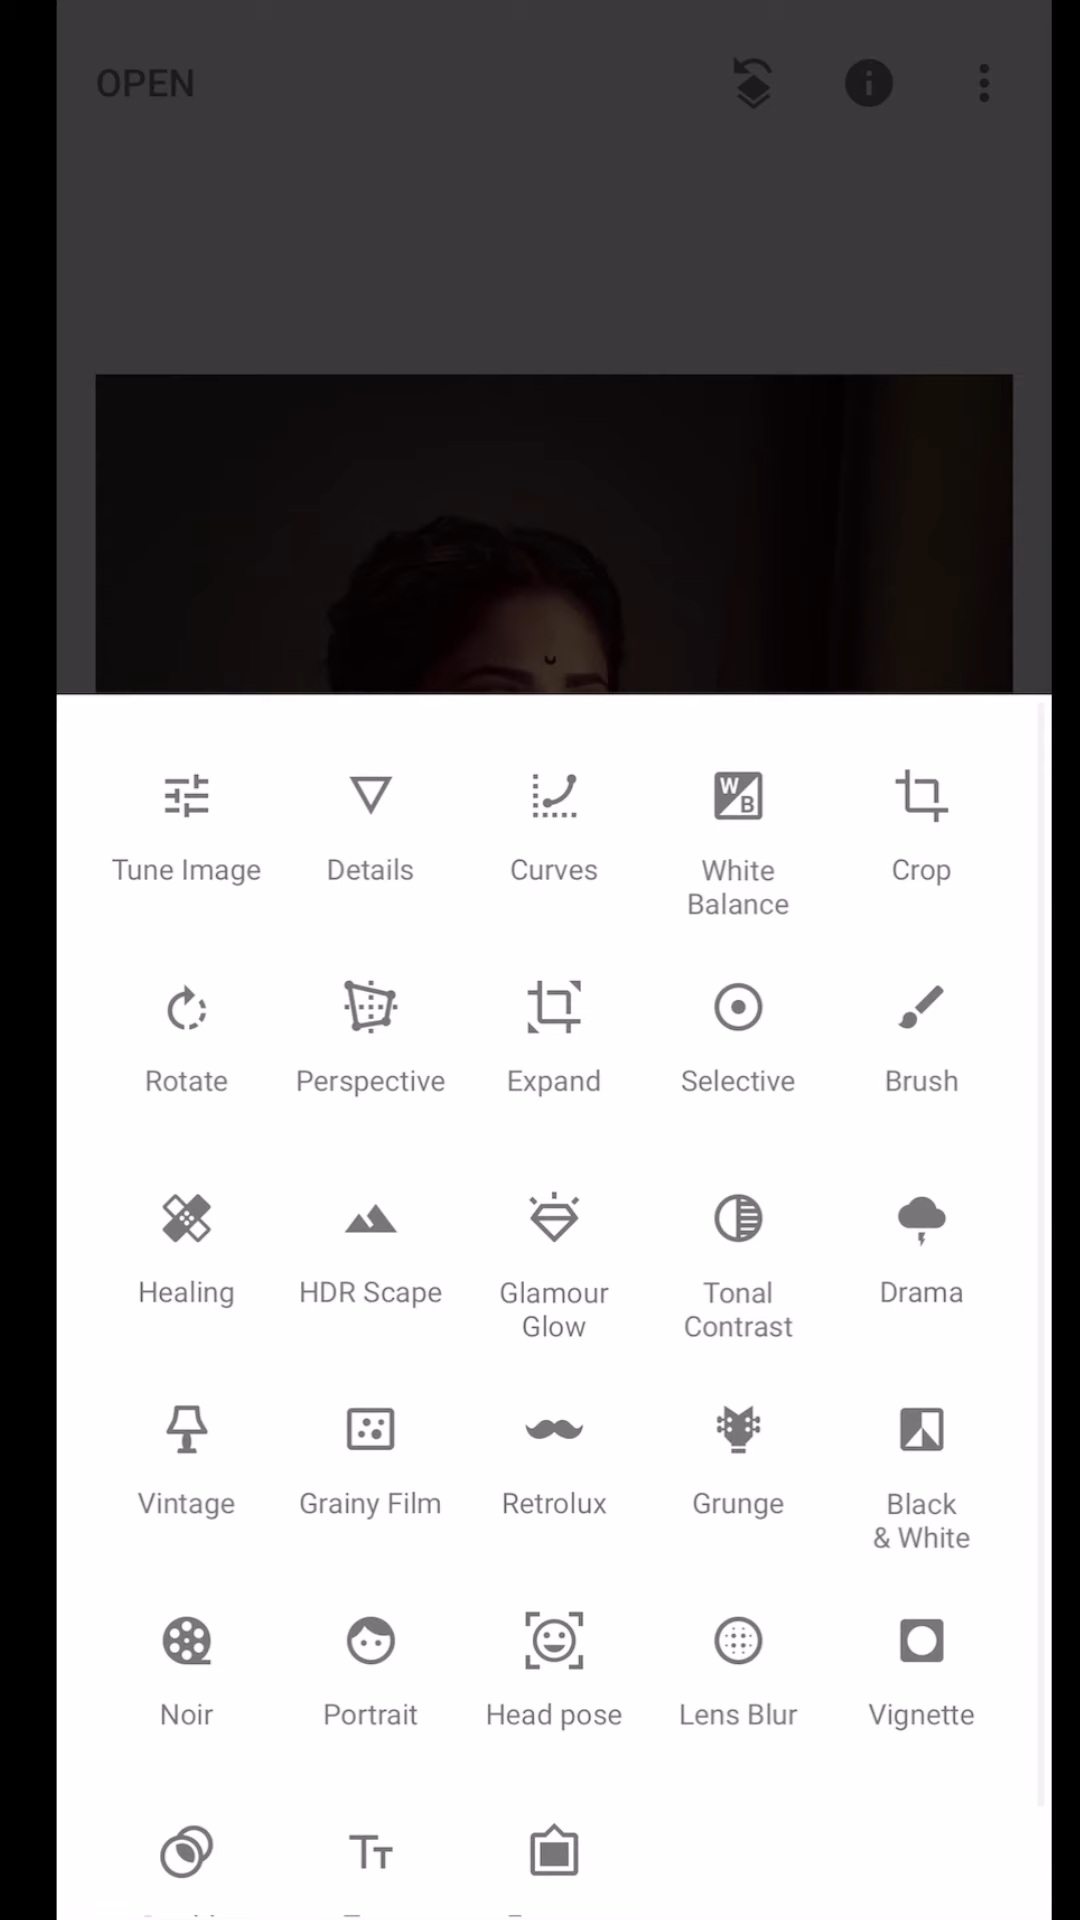 OPEN
Tune Image
Details
Curves
White
Balance
Crop
Rotate
Perspective
Expand
Selective
Brush
Healing
HDR Scape
Glamour
Glow
Tonal
Contrast
Drama
Vintage
Grainy Film
Retrolux
Grunge
Black
& White
Noir
Portrait
Head pose
Lens Blur
Vignette